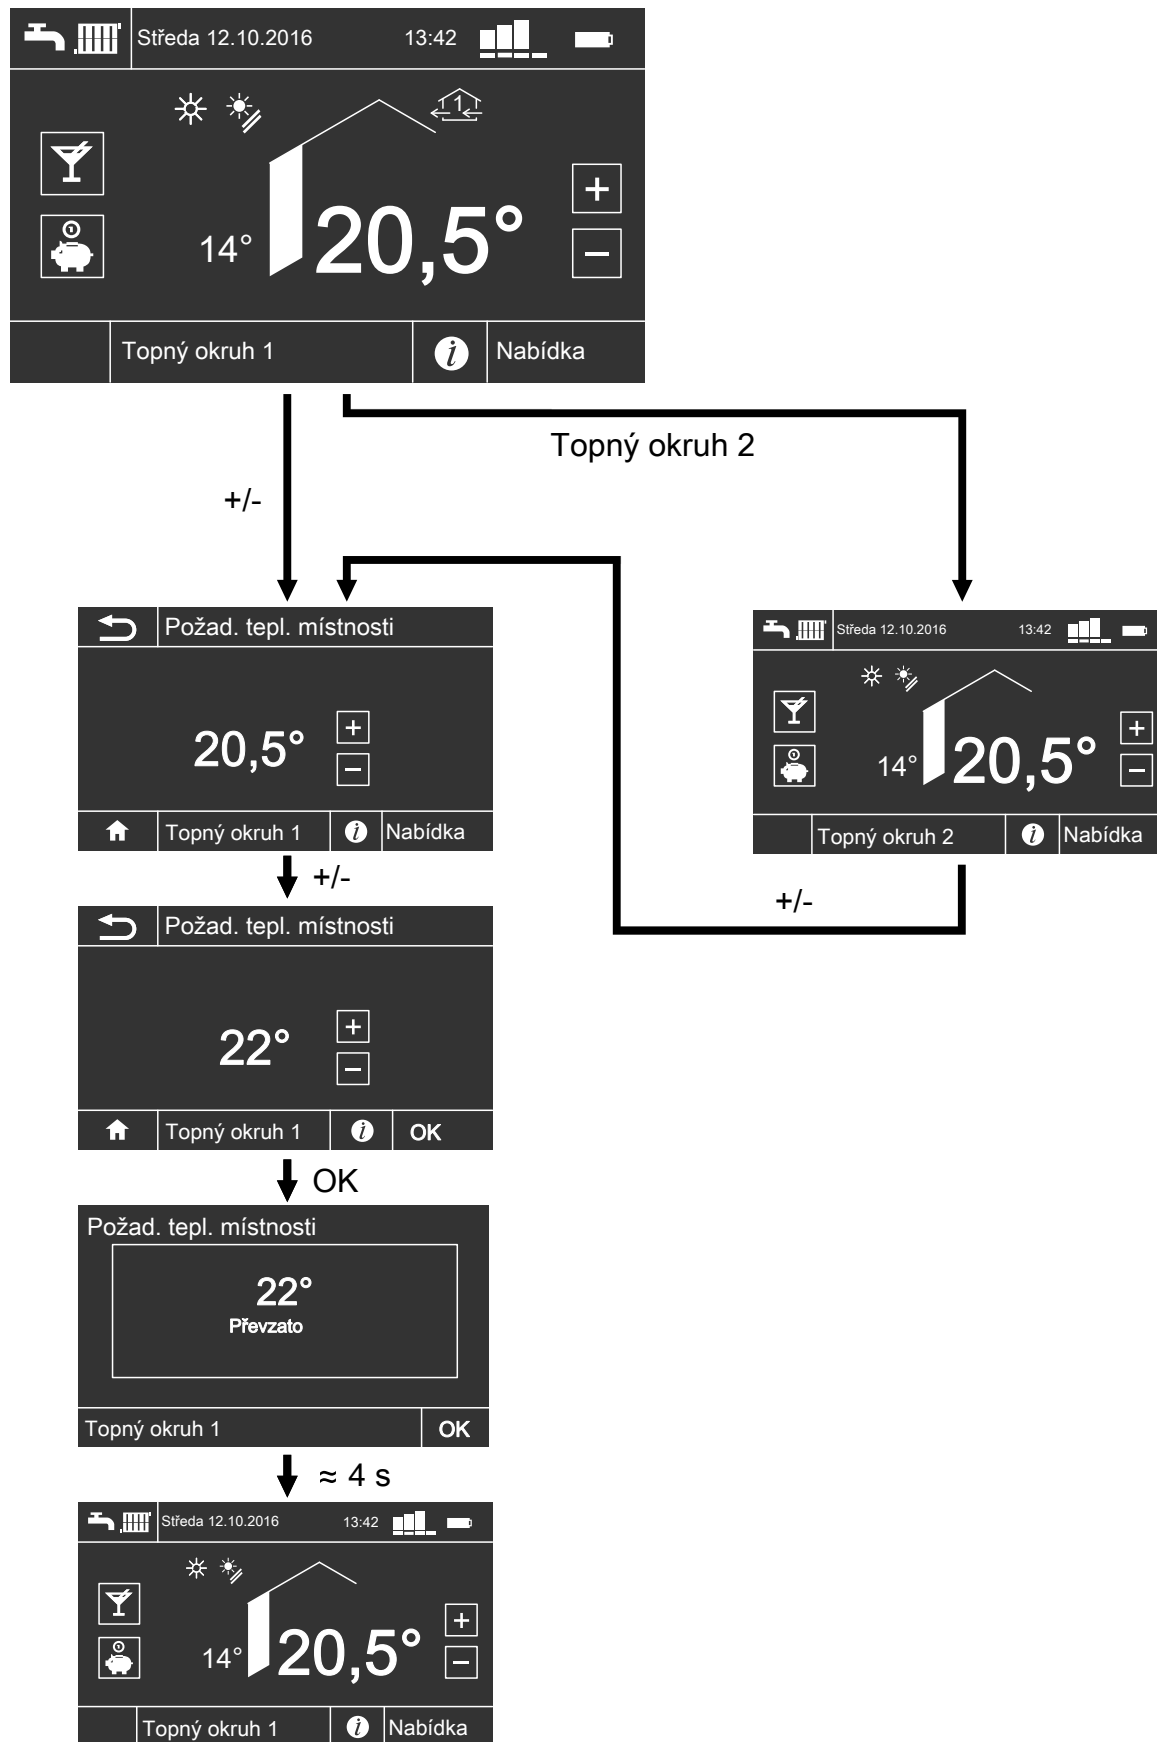 Středa 12.10.2016 13:42
1
14° 20,5°
+
−
Topný okruh 1 i Nabídka
Topný okruh 2
+/-
Požad. tepl. místnosti
20,5°
+
−
Topný okruh 1 i Nabídka
Středa 12.10.2016 13:42
14° 20,5°
+
−
Topný okruh 2 i Nabídka
+/-
+/-
Požad. tepl. místnosti
22°
+
−
Topný okruh 1 i OK
OK
Požad. tepl. místnosti
22°
Převzato
Topný okruh 1 OK
≈ 4 s
Středa 12.10.2016 13:42
14° 20,5°
+
−
Topný okruh 1 i Nabídka